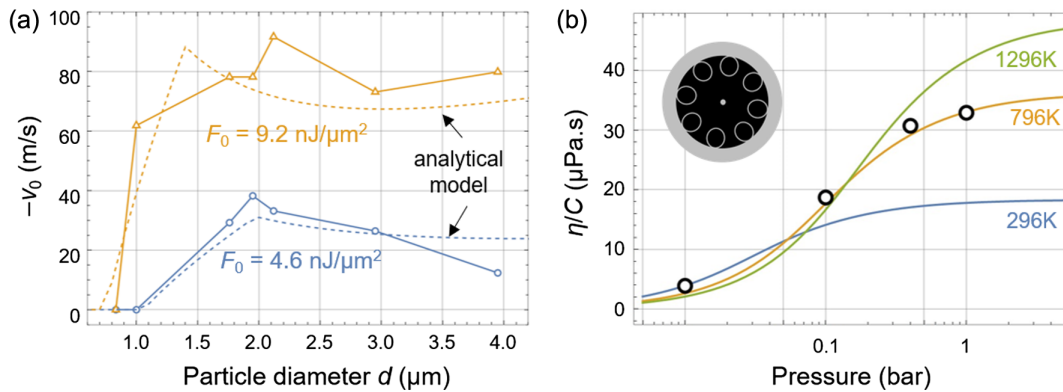 (a)
100
80
60
40
20
0
−v₀ (m/s)
F₀ = 9.2 nJ/μm²
analytical
model
F₀ = 4.6 nJ/μm²
1.0 1.5 2.0 2.5 3.0 3.5 4.0
Particle diameter d (μm)
(b)
40
30
20
10
0
η/C (μPa.s)
1296K
796K
296K
0.1 1
Pressure (bar)